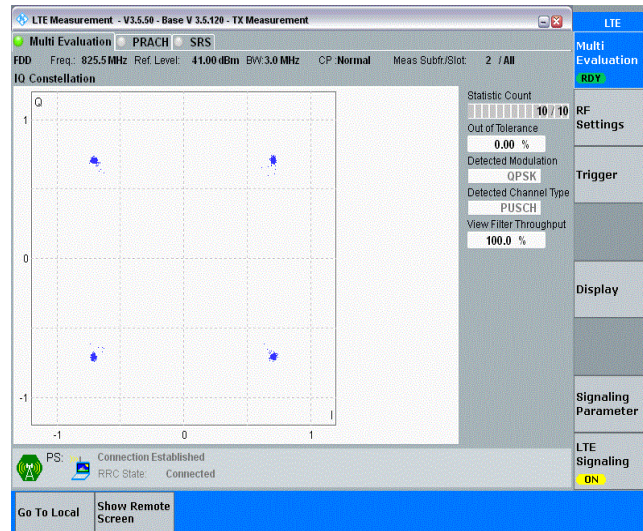 LTE Measurement - V3.5.50 - Base V 3.5.120 - TX Measurement
LTE
Multi Evaluation PRACH SRS
Multi
Evaluation
RDY
FDD Freq.: 825.5 MHz Ref. Level: 41.00 dBm BW: 3.0 MHz CP :Normal Meas Subfr./Slot: 2 / All
IQ Constellation
Statistic Count
10 / 10
Out of Tolerance
0.00 %
Detected Modulation
QPSK
Detected Channel Type
PUSCH
View Filter Throughput
100.0 %
Q
1
0
-1
I
-1 0 1
RF
Settings
Trigger
Display
Signaling
Parameter
LTE
Signaling
ON
PS: Connection Established
RRC State: Connected
Go To Local
Show Remote
Screen